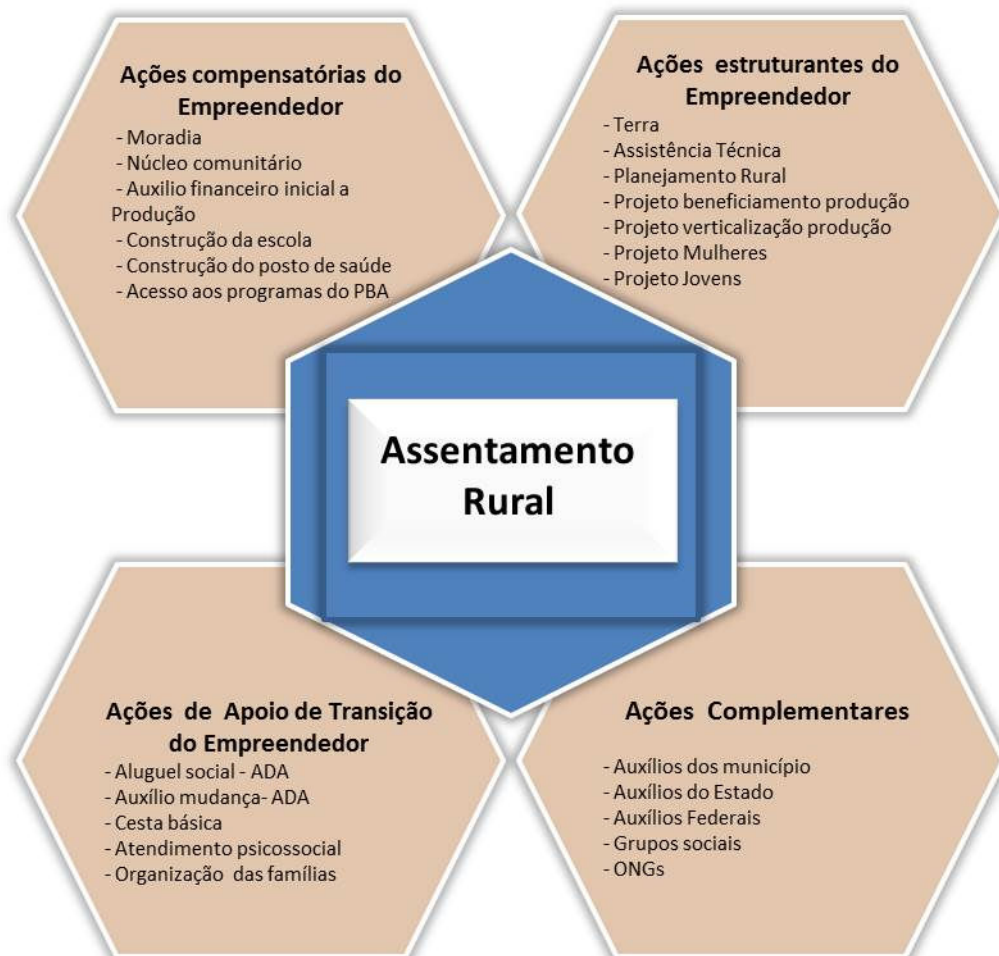 Ações compensatórias do
Empreendedor
- Moradia
- Núcleo comunitário
- Auxilio financeiro inicial a
Produção
- Construção da escola
- Construção do posto de saúde
- Acesso aos programas do PBA
Ações estruturantes do
Empreendedor
- Terra
- Assistência Técnica
- Planejamento Rural
- Projeto beneficiamento produção
- Projeto verticalização produção
- Projeto Mulheres
- Projeto Jovens
Assentamento
Rural
Ações de Apoio de Transição
do Empreendedor
- Aluguel social - ADA
- Auxílio mudança- ADA
- Cesta básica
- Atendimento psicossocial
- Organização das famílias
Ações Complementares
- Auxílios dos município
- Auxílios do Estado
- Auxílios Federais
- Grupos sociais
- ONGs